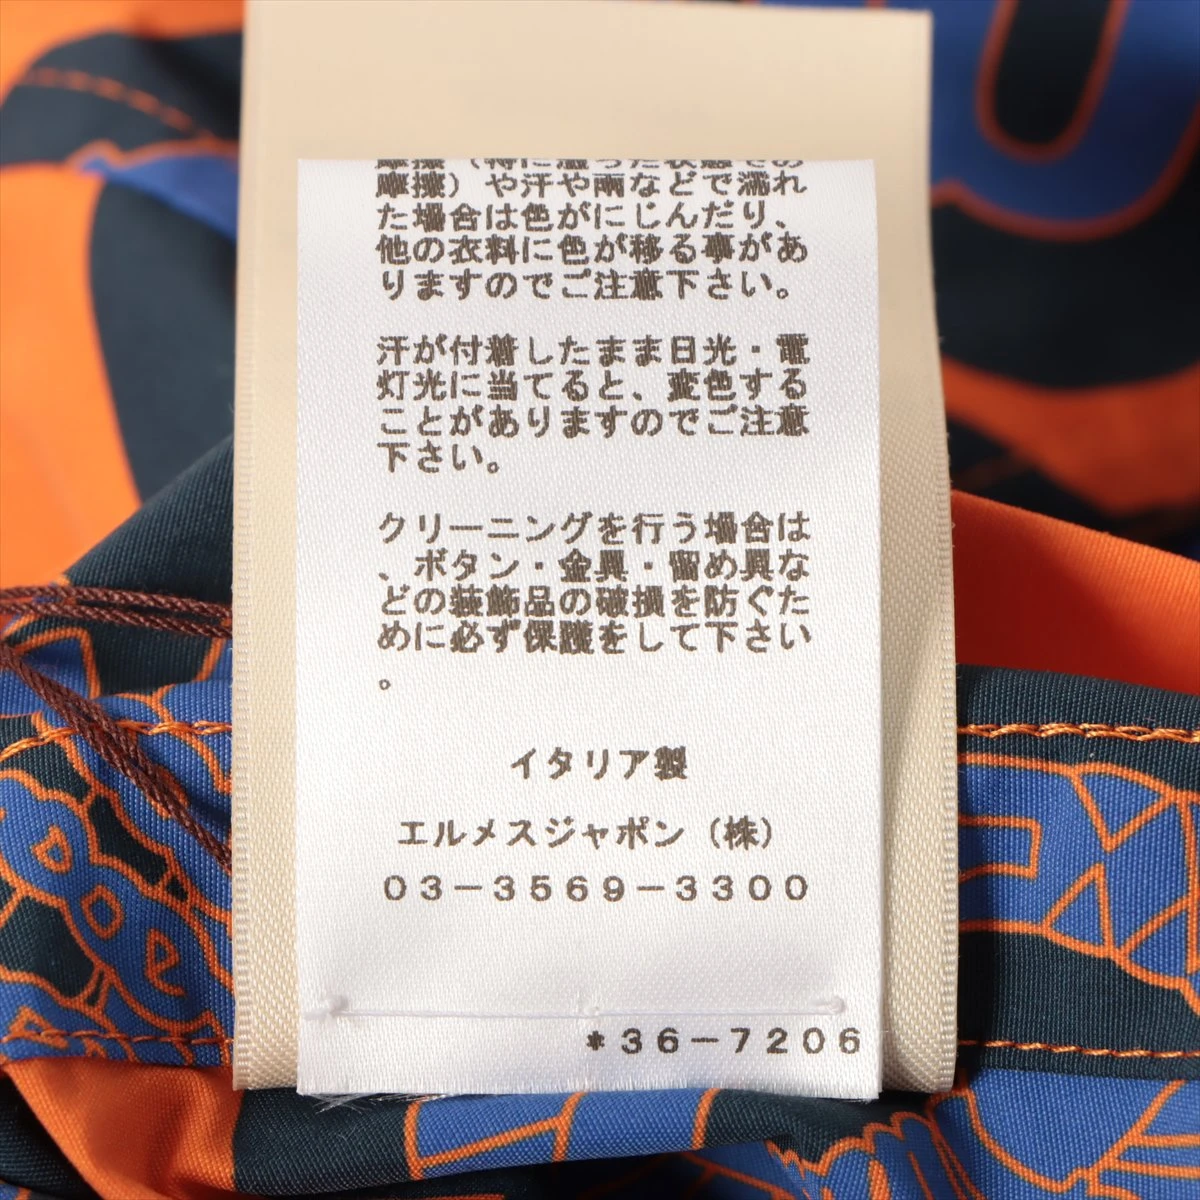 摩擦（特に湿った状態での
摩擦）や汗や雨などで濡れ
た場合は色がにじんだり、
他の衣料に色が移る事があ
りますのでご注意下さい。
汗が付着したまま日光・電
灯光に当てると、変色する
ことがありますのでご注意
下さい。
クリーニングを行う場合は
、ボタン・金具・留め具な
どの装飾品の破損を防ぐた
めに必ず保護をして下さい
。
イタリア製
エルメスジャポン（株）
03-3569-3300
*36-7206